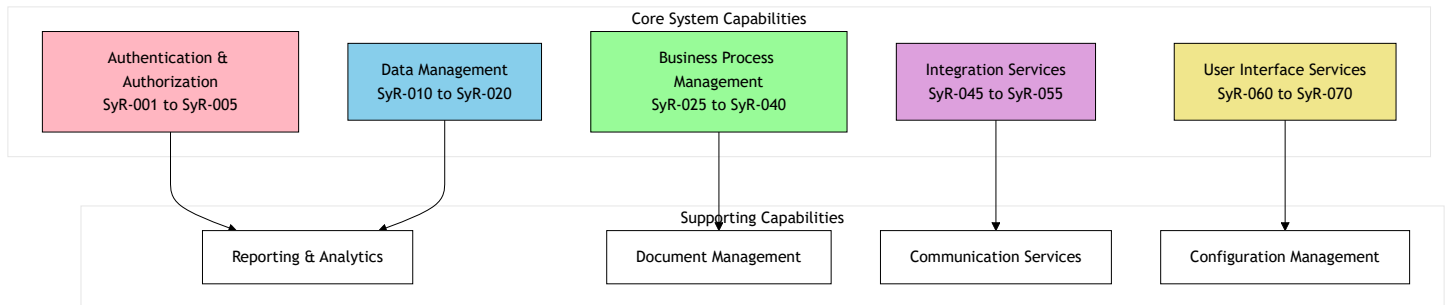 Core System Capabilities
Authentication &
Authorization
SyR-001 to SyR-005
Data Management
SyR-010 to SyR-020
Business Process
Management
SyR-025 to SyR-040
Integration Services
SyR-045 to SyR-055
User Interface Services
SyR-060 to SyR-070
Supporting Capabilities
Reporting & Analytics
Document Management
Communication Services
Configuration Management